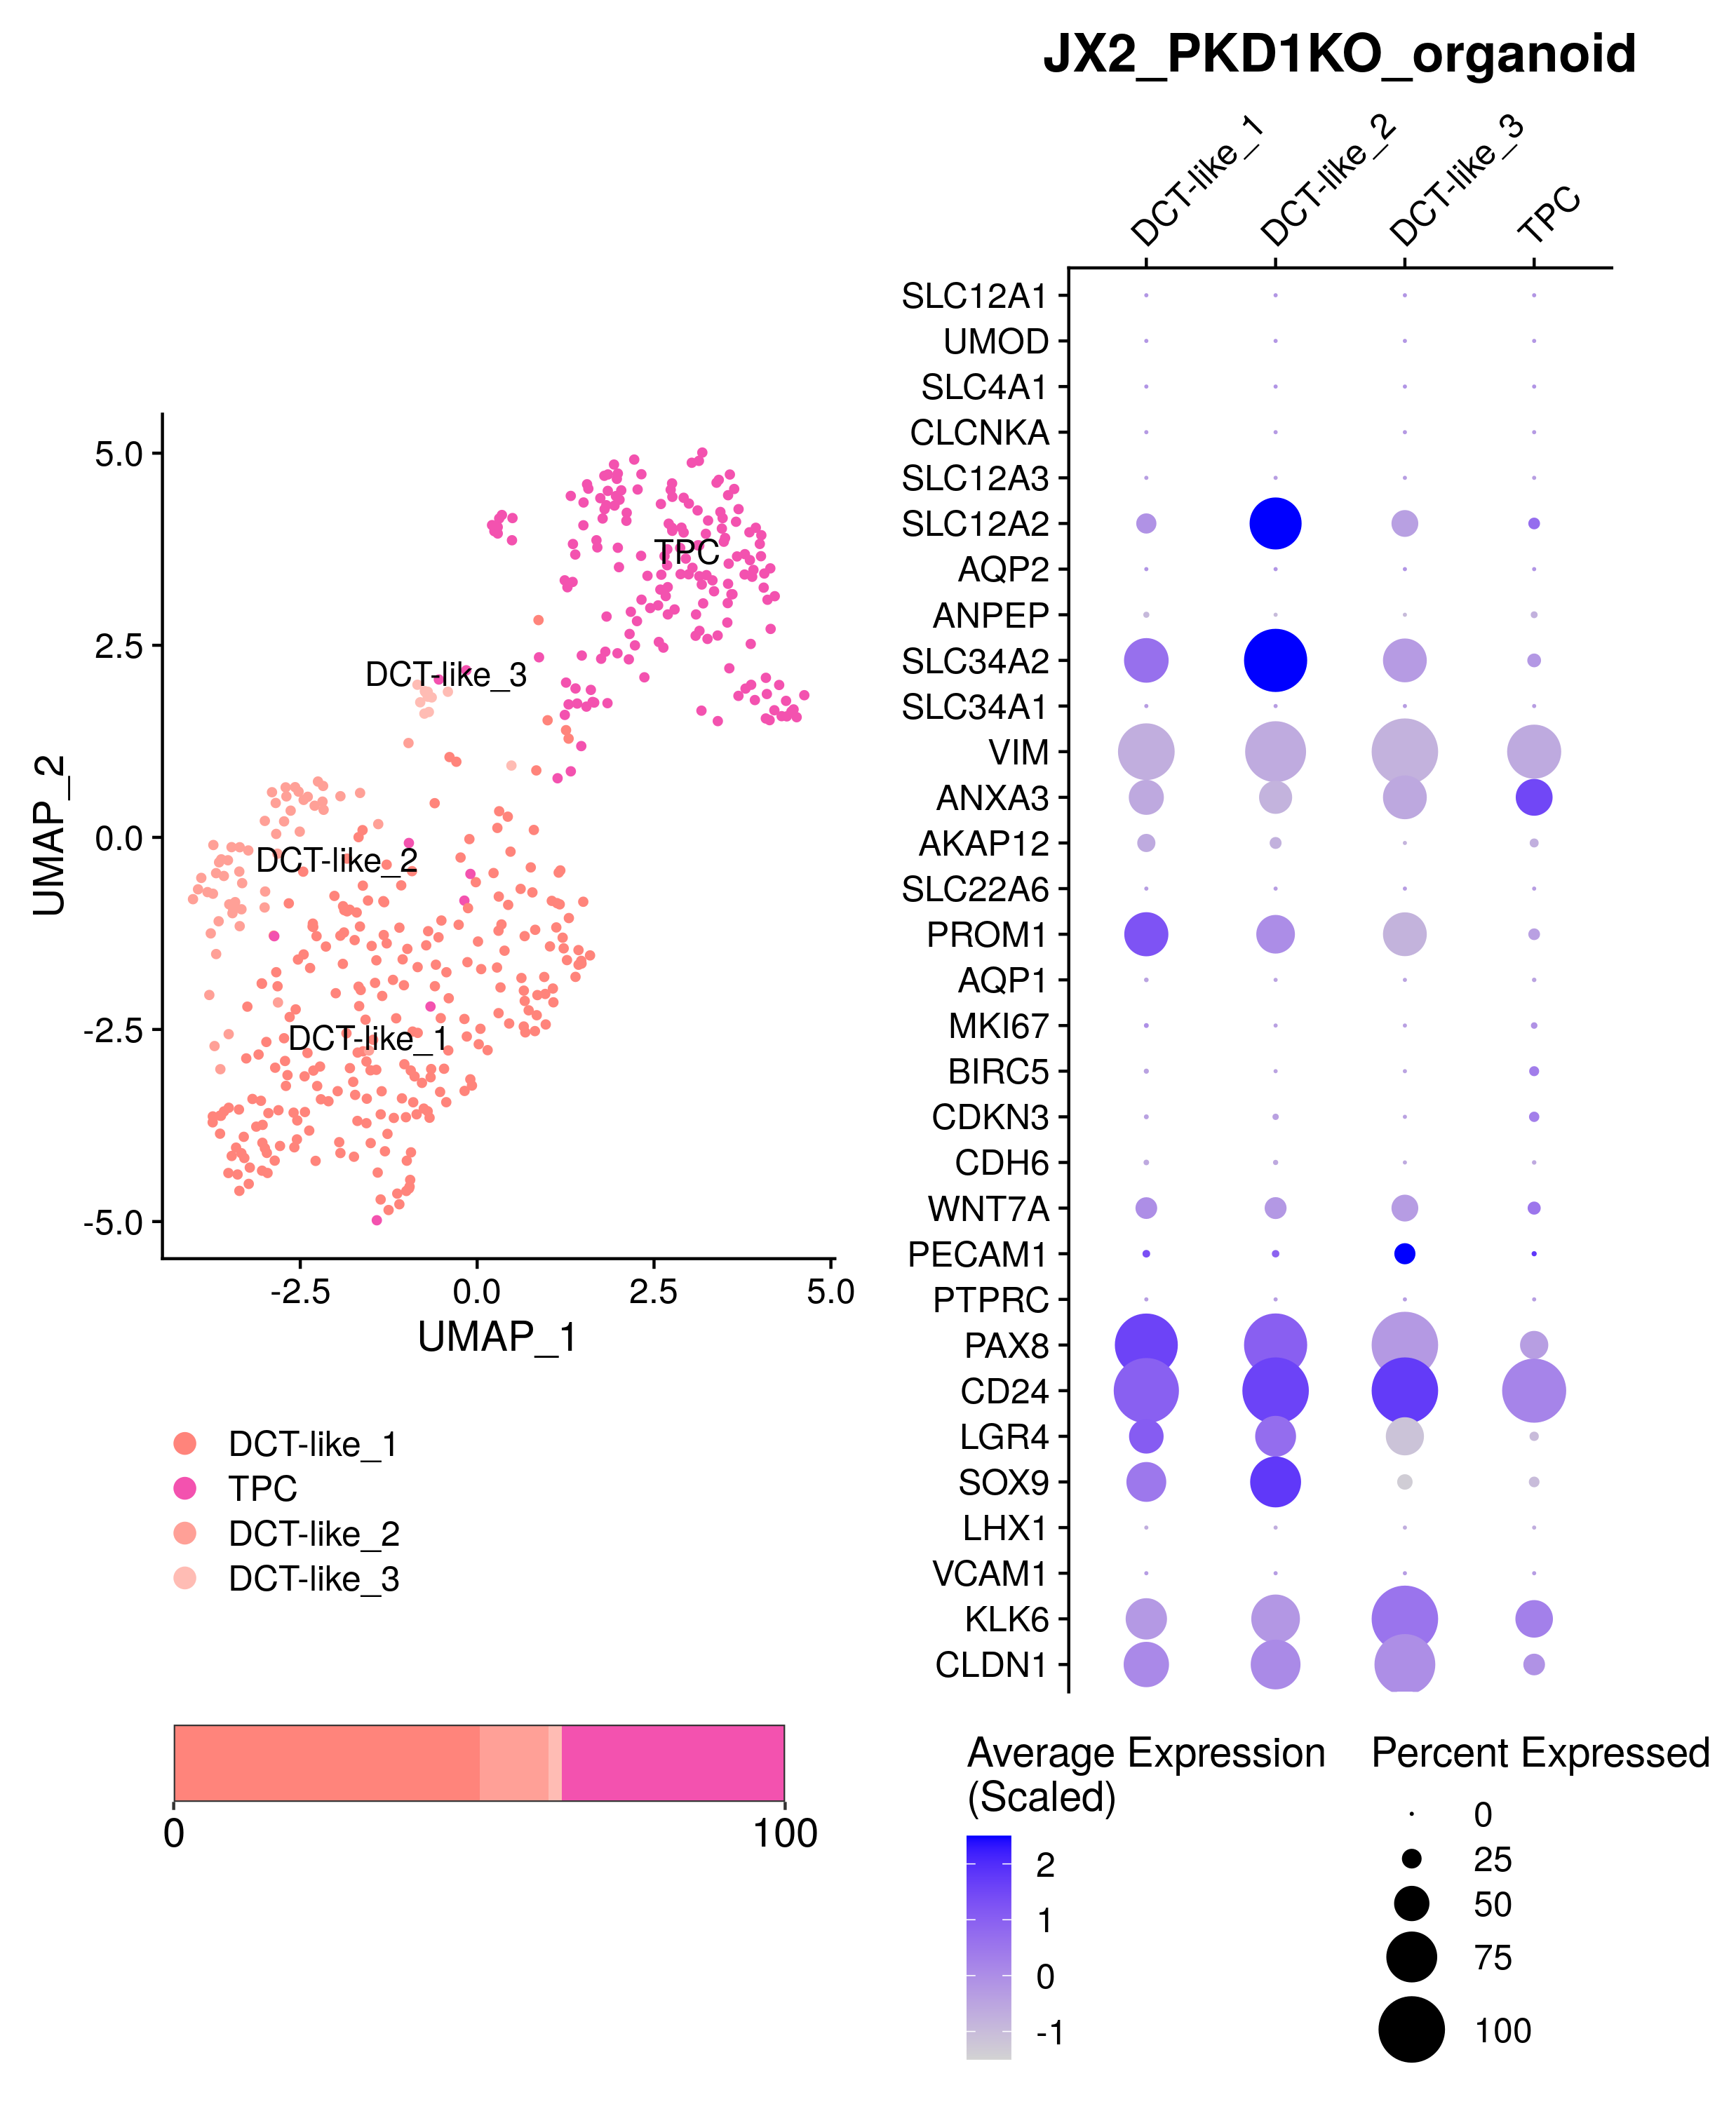 JX2_PKD1KO_organoid
DCT-like_1
DCT-like_2
DCT-like_3
TPC
SLC12A1
UMOD
SLC4A1
CLCNKA
SLC12A3
SLC12A2
AQP2
ANPEP
SLC34A2
SLC34A1
VIM
ANXA3
AKAP12
SLC22A6
PROM1
AQP1
MKI67
BIRC5
CDKN3
CDH6
WNT7A
PECAM1
PTPRC
PAX8
CD24
LGR4
SOX9
LHX1
VCAM1
KLK6
CLDN1
5.0
2.5
0.0
-2.5
-5.0
UMAP_2
TPC
DCT-like_3
DCT-like_2
DCT-like_1
-2.5 0.0 2.5 5.0
UMAP_1
DCT-like_1
TPC
DCT-like_2
DCT-like_3
0 100
Average Expression
(Scaled)
2
1
0
-1
Percent Expressed
0
25
50
75
100